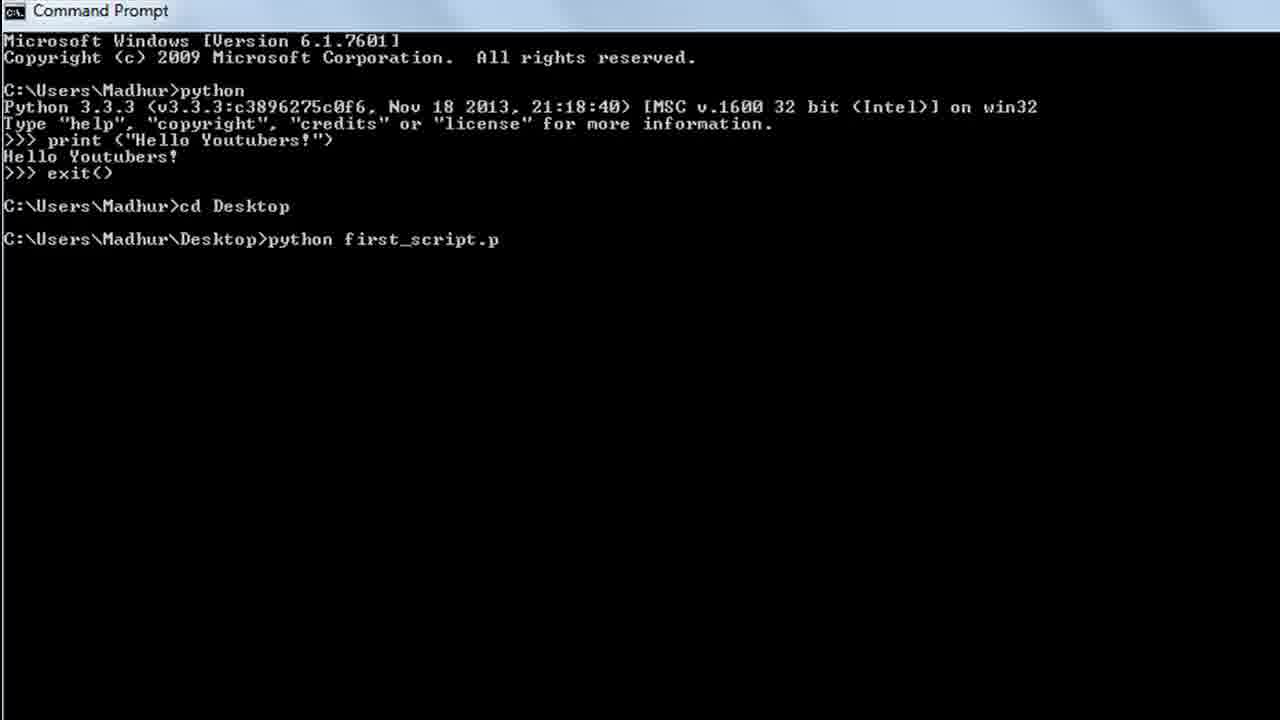 Command Prompt
Microsoft Windows [Version 6.1.7601]
Copyright (c) 2009 Microsoft Corporation.  All rights reserved.
C:\Users\Madhur>python
Python 3.3.3 (v3.3.3:c3896275c0f6, Nov 18 2013, 21:18:40) [MSC v.1600 32 bit (Intel)] on win32
Type "help", "copyright", "credits" or "license" for more information.
>>> print ("Hello Youtubers!")
Hello Youtubers!
>>> exit()
C:\Users\Madhur>cd Desktop
C:\Users\Madhur\Desktop>python first_script.p